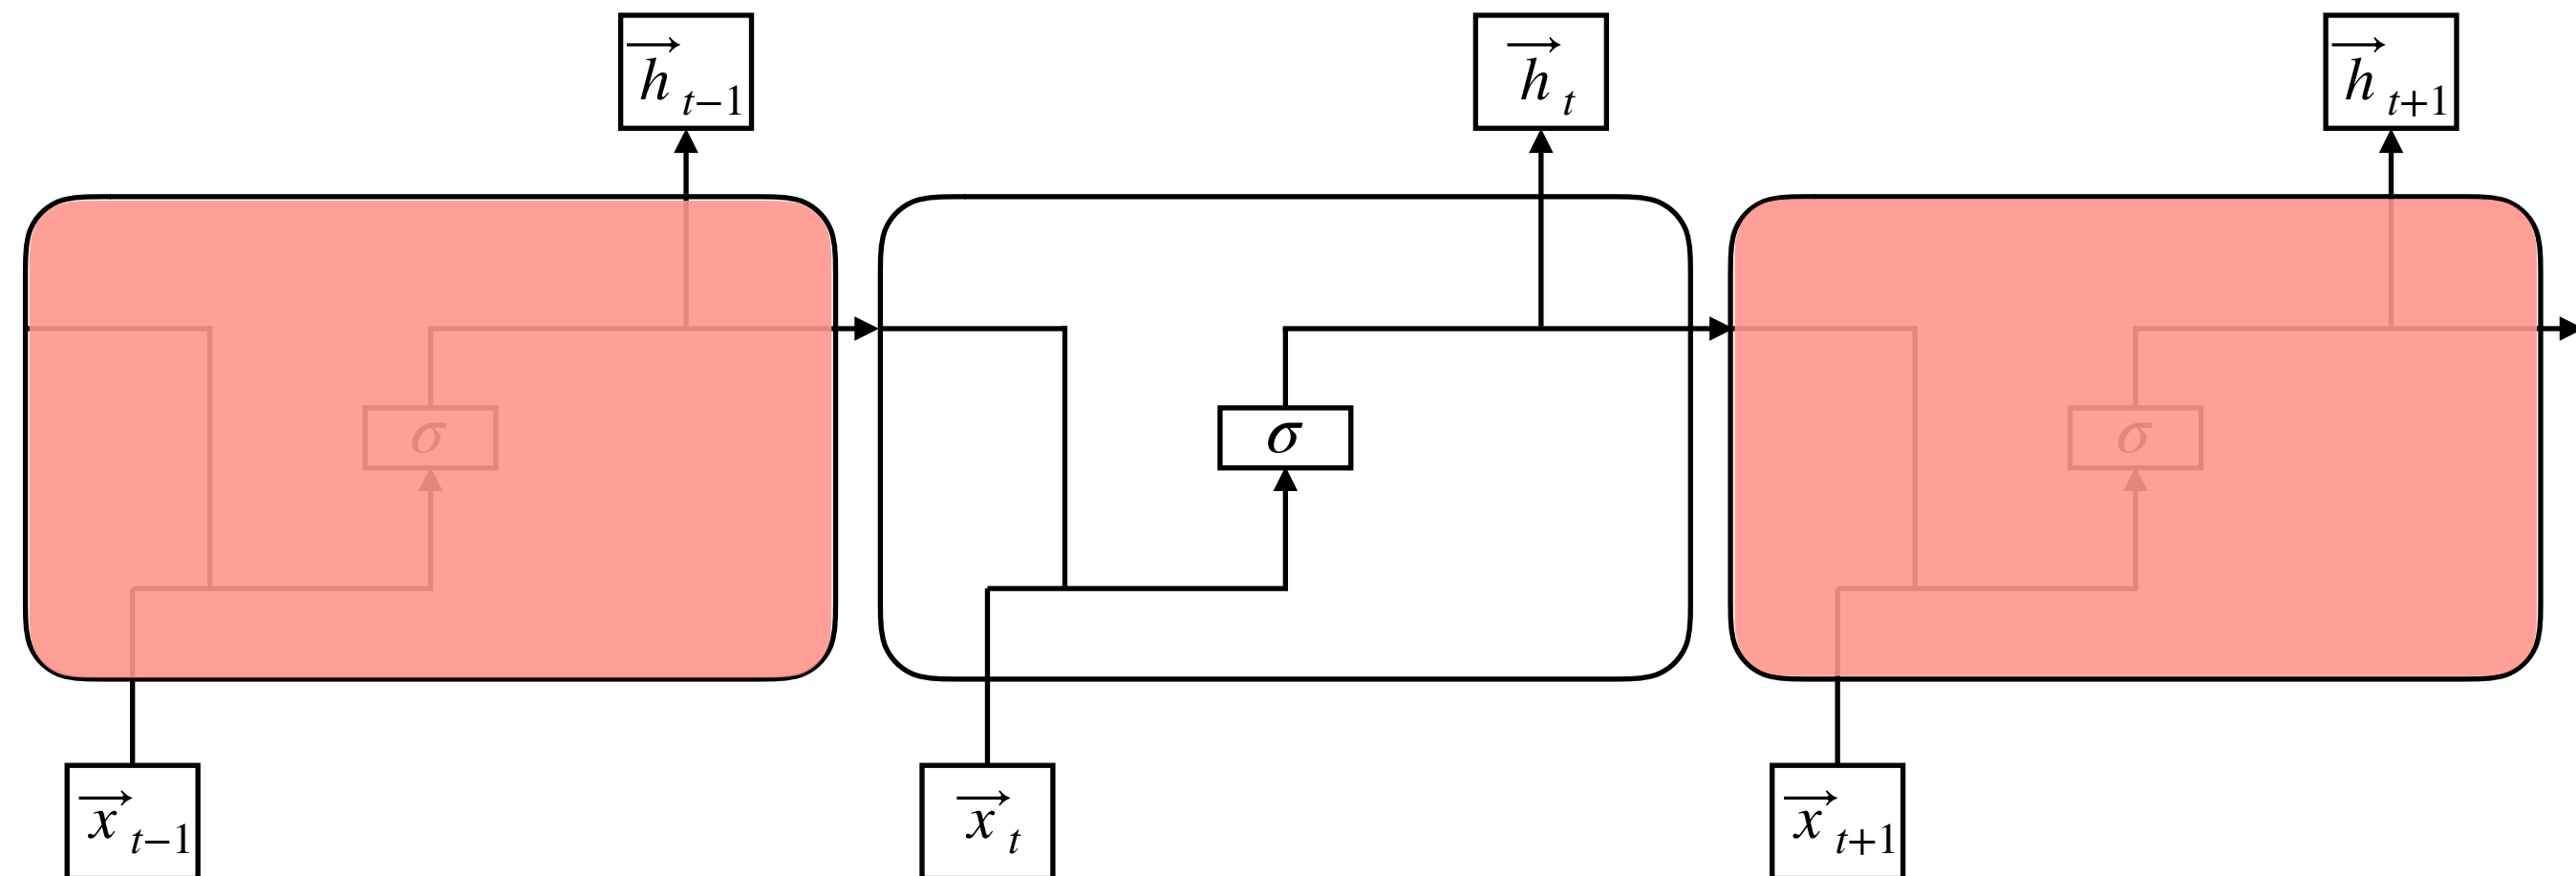 h⃗ t−1 h⃗ t h⃗ t+1
σ σ σ
x⃗ t−1 x⃗ t x⃗ t+1